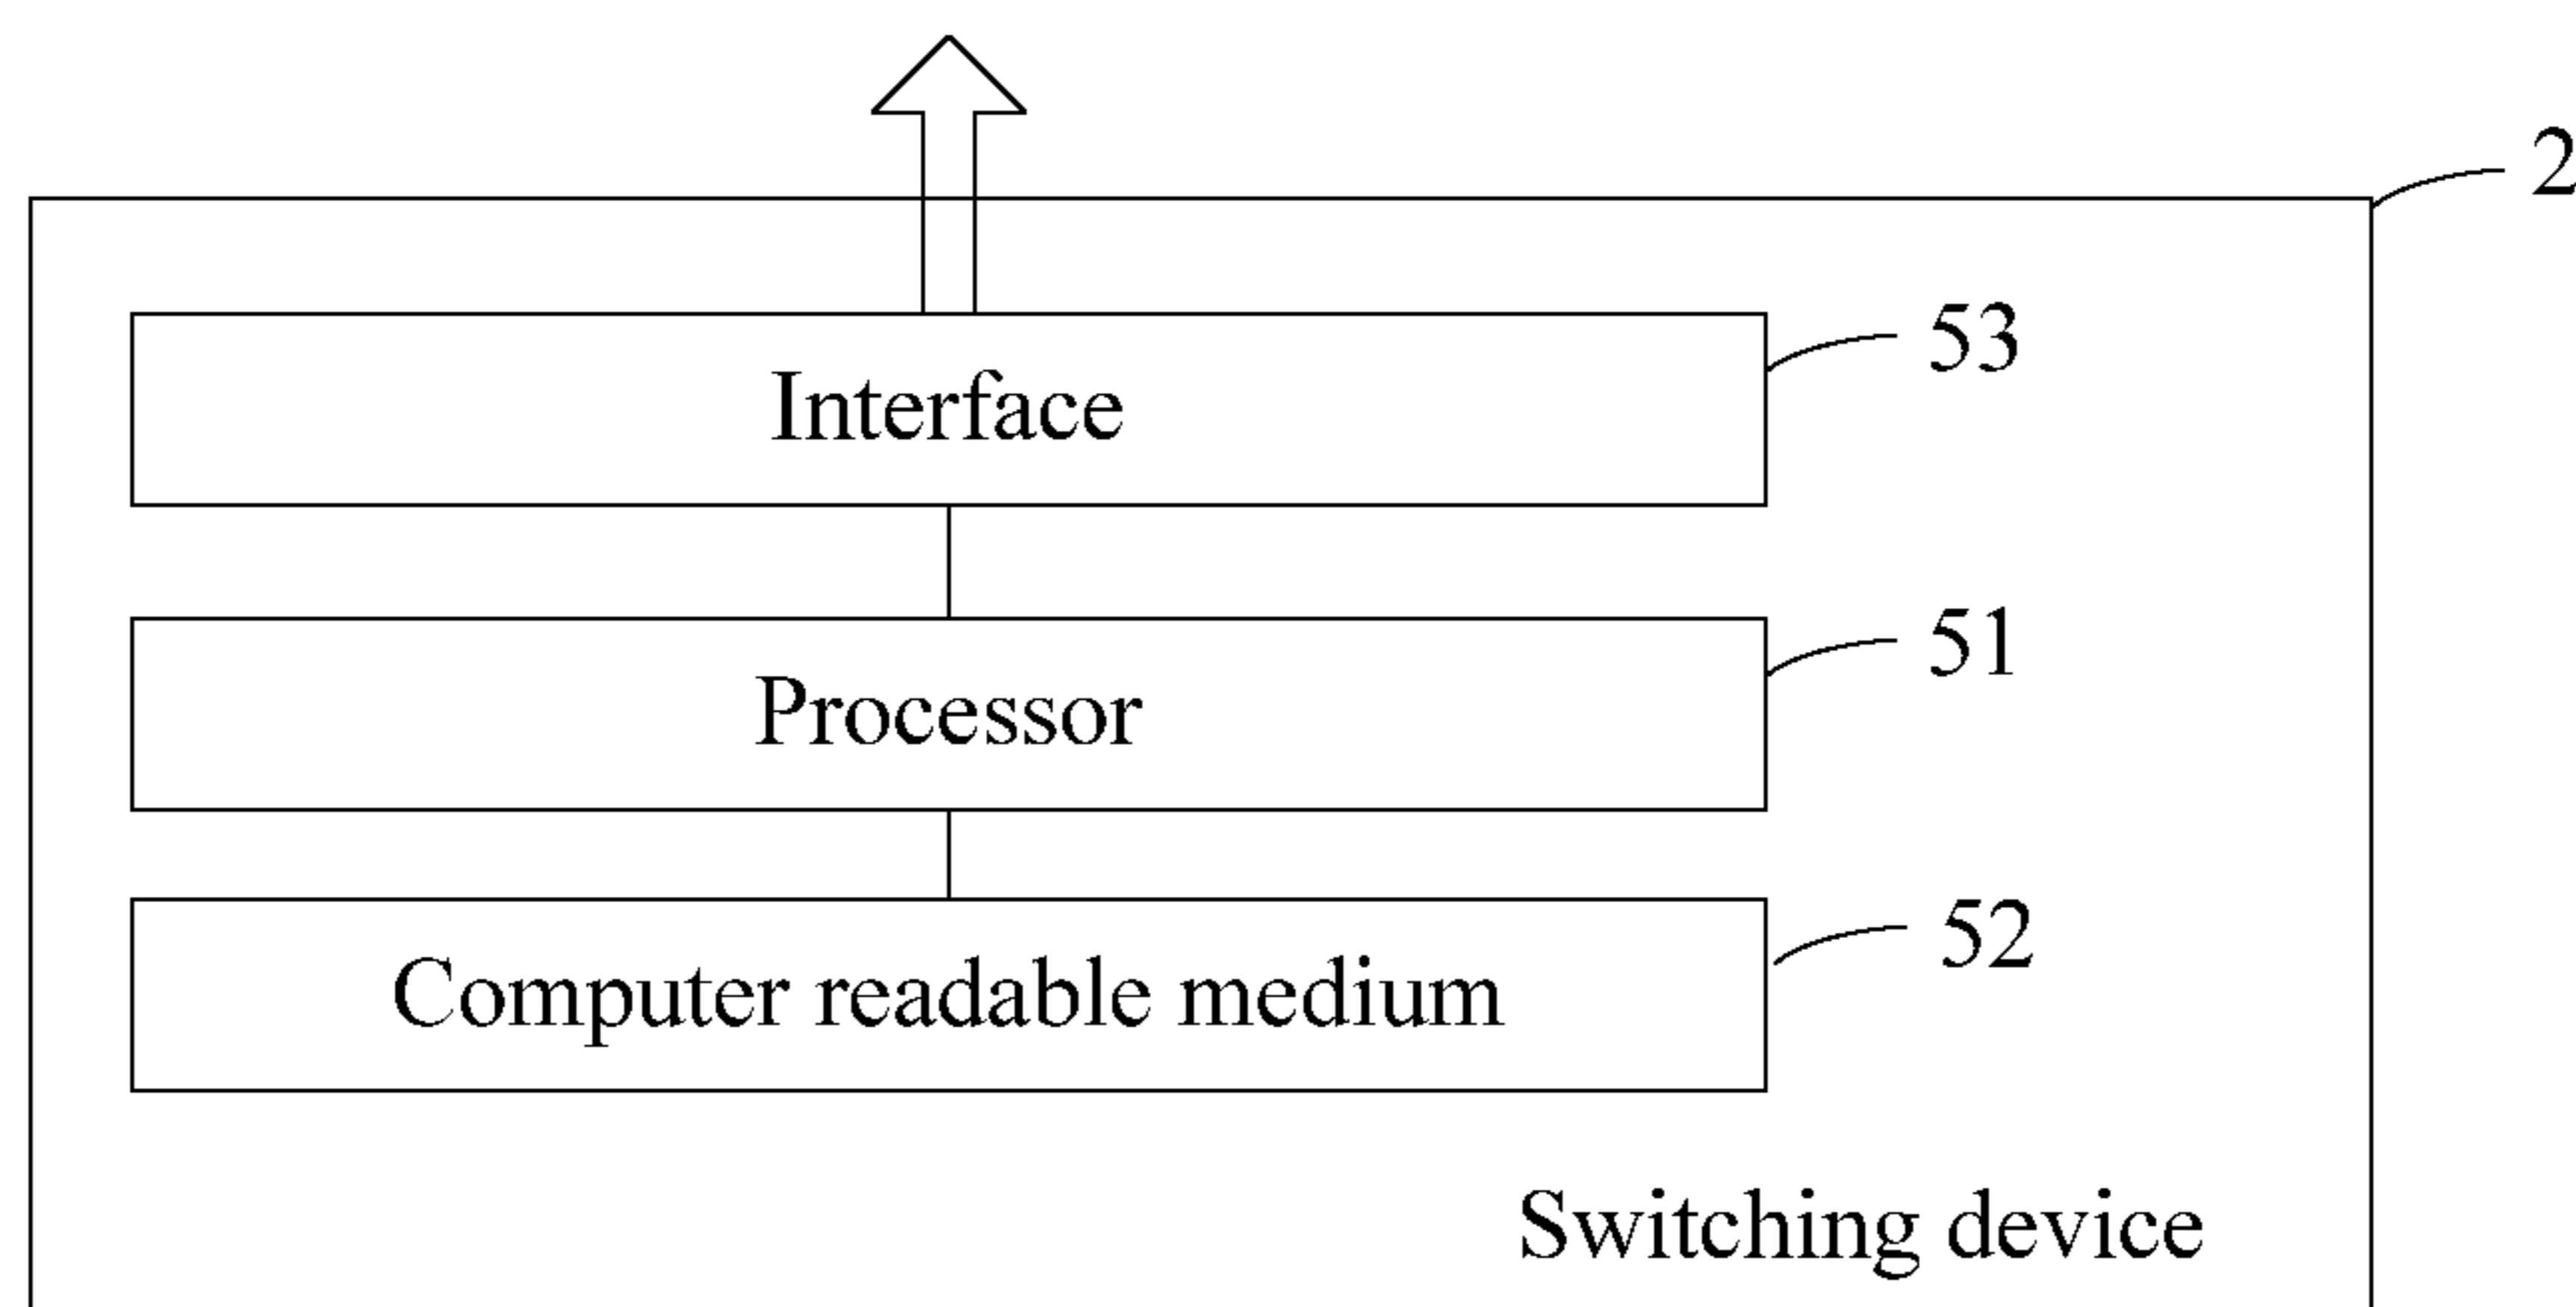 2
53
Interface
51
Processor
52
Computer readable medium
Switching device